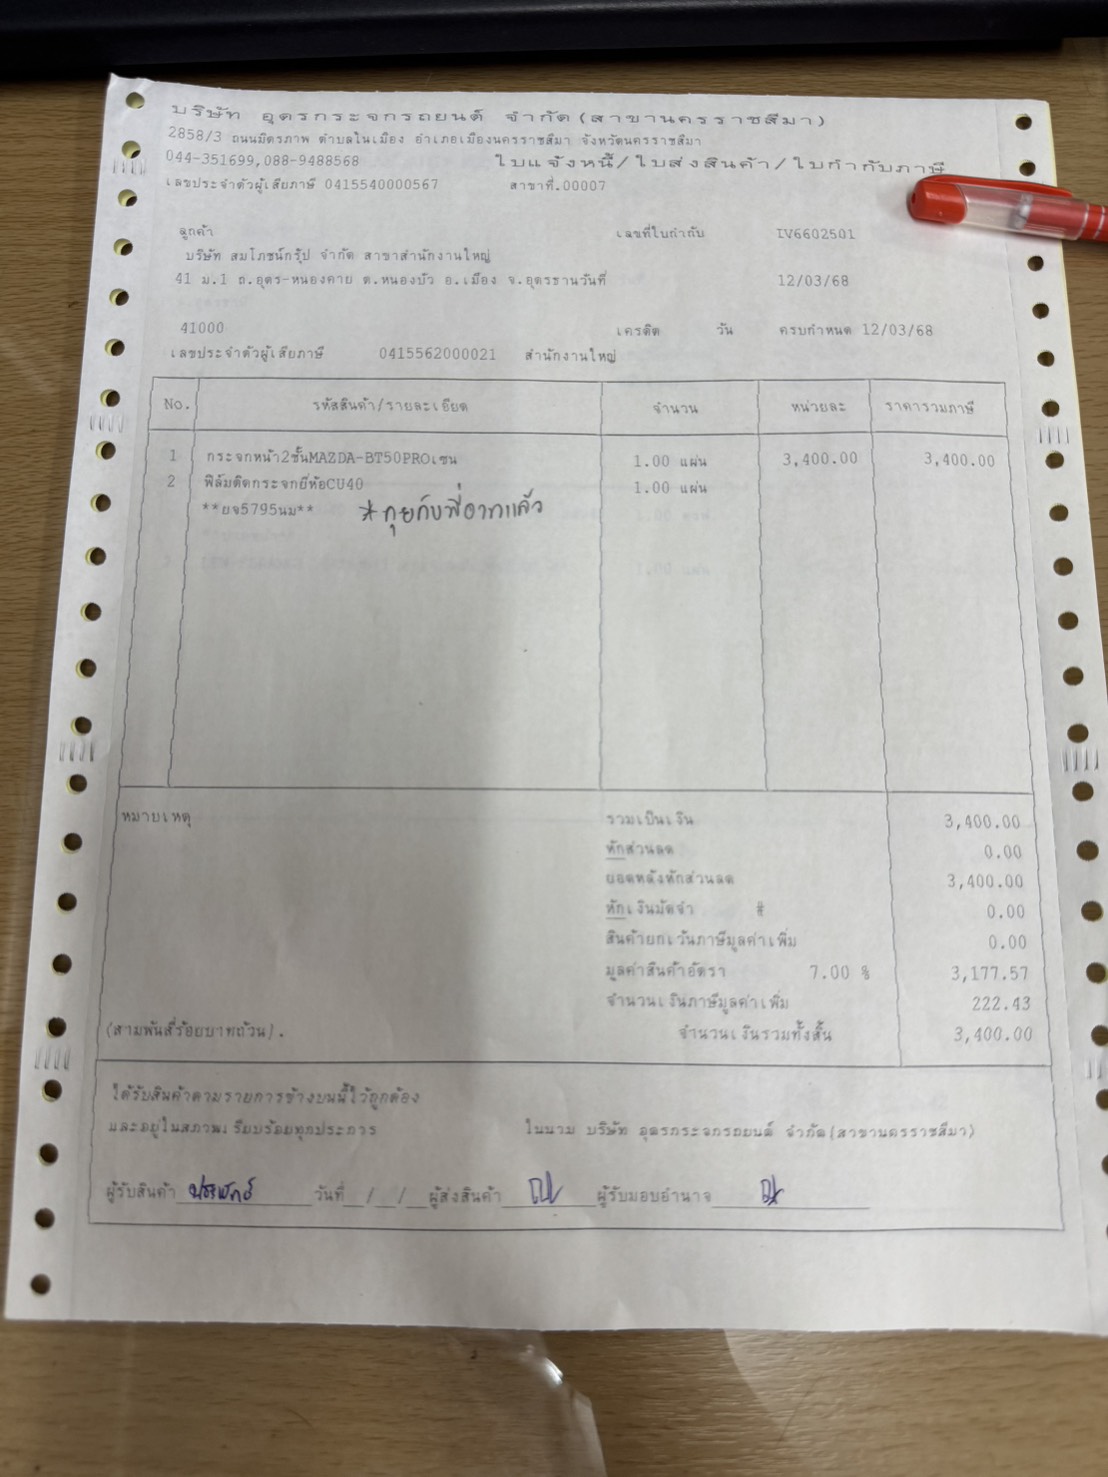 บริษัท อุดรกระจกรถยนต์ จำกัด(สาขานครราชสีมา)
2858/3 ถนนมิตรภาพ ตำบลในเมือง อำเภอเมืองนครราชสีมา จังหวัดนครราชสีมา
044-351699,088-9488568 ใบแจ้งหนี้/ใบส่งสินค้า/ใบกำกับภาษี
เลขประจำตัวผู้เสียภาษี 0415540000567 สาขาที่.00007
ลูกค้า เลขที่ใบกำกับ IV6602501
บริษัท สมโภชน์กรุ๊ป จำกัด สาขาสำนักงานใหญ่
41 ม.1 ถ.อุดร-หนองคาย ต.หนองบัว อ.เมือง จ.อุดรธานวันที่ 12/03/68
41000 เครดิต วัน ครบกำหนด 12/03/68
เลขประจำตัวผู้เสียภาษี 0415562000021 สำนักงานใหญ่
No. รหัสสินค้า/รายละเอียด จำนวน หน่วยละ ราคารวมภาษี
1 กระจกหน้า2ชั้นMAZDA-BT50PROเซน 1.00 แผ่น 3,400.00 3,400.00
2 ฟิล์มติดกระจกยี่ห้อCU40 1.00 แผ่น
**ยจ5795นม** *คุยกับพี่อาทแล้ว
หมายเหตุ รวมเป็นเงิน 3,400.00
หักส่วนลด 0.00
ยอดหลังหักส่วนลด 3,400.00
หักเงินมัดจำ # 0.00
สินค้ายกเว้นภาษีมูลค่าเพิ่ม 0.00
มูลค่าสินค้าอัตรา 7.00 % 3,177.57
จำนวนเงินภาษีมูลค่าเพิ่ม 222.43
(สามพันสี่ร้อยบาทถ้วน). จำนวนเงินรวมทั้งสิ้น 3,400.00
ได้รับสินค้าตามรายการข้างบนนี้ไว้ถูกต้อง
และอยู่ในสภาพเรียบร้อยทุกประการ ในนาม บริษัท อุดรกระจกรถยนต์ จำกัด(สาขานครราชสีมา)
ผู้รับสินค้า วันที่__/__/__ผู้ส่งสินค้า ผู้รับมอบอำนาจ